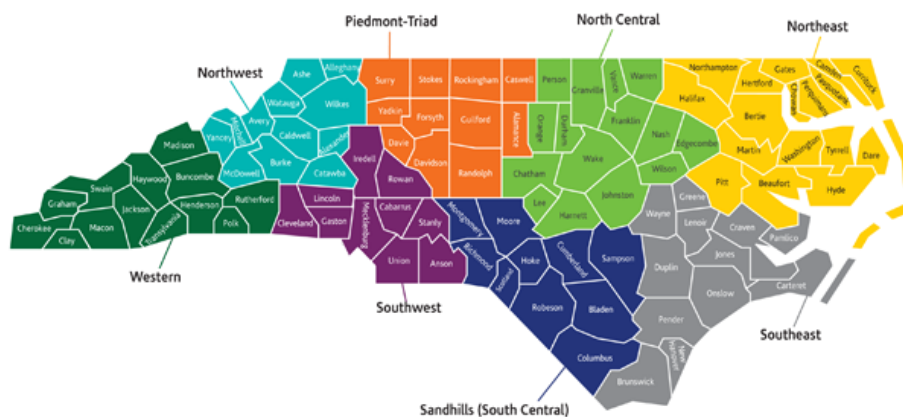 Piedmont-Triad
North Central
Northeast
Northwest
Ashe
Alleghany
Surry
Stokes
Rockingham
Caswell
Person
Granville
Vance
Warren
Northampton
Gates
Camden
Currituck
Hertford
Pasquotank
Perquimans
Chowan
Halifax
Bertie
Watauga
Wilkes
Yadkin
Forsyth
Guilford
Alamance
Orange
Durham
Franklin
Nash
Edgecombe
Martin
Washington
Tyrrell
Dare
Avery
Mitchell
Yancey
Caldwell
Alexander
Iredell
Davie
Davidson
Randolph
Chatham
Wake
Wilson
Pitt
Beaufort
Hyde
Madison
McDowell
Burke
Catawba
Rowan
Lee
Harnett
Johnston
Wayne
Greene
Lenoir
Craven
Pamlico
Swain
Haywood
Buncombe
Rutherford
Lincoln
Cleveland
Gaston
Mecklenburg
Cabarrus
Stanly
Montgomery
Moore
Graham
Cherokee
Clay
Macon
Jackson
Transylvania
Henderson
Polk
Union
Anson
Richmond
Scotland
Hoke
Cumberland
Sampson
Duplin
Jones
Onslow
Carteret
Western
Southwest
Robeson
Bladen
Pender
New
Hanover
Columbus
Brunswick
Southeast
Sandhills (South Central)